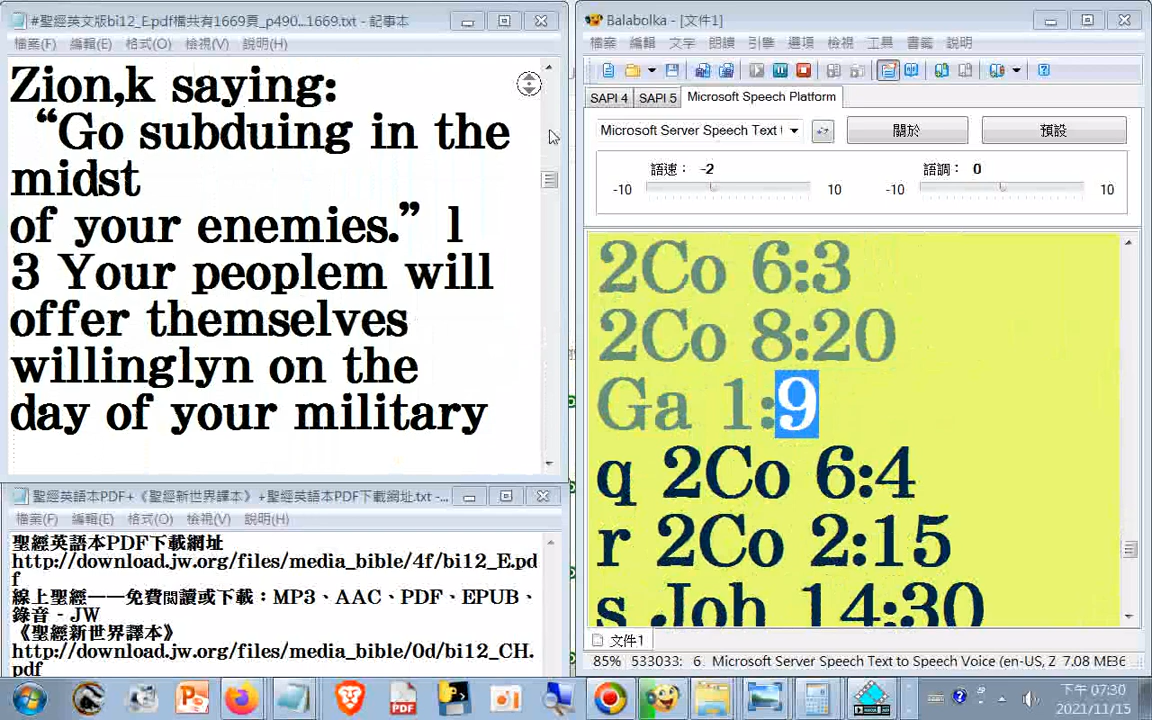 #聖經英文版bi12_E.pdf檔共有1669頁_p490...1669.txt - 記事本
檔案(F) 編輯(E) 格式(O) 檢視(V) 說明(H)
Zion,k saying:
“Go subduing in the
midst
of your enemies.” l
3 Your peoplem will
offer themselves
willinglyn on the
day of your military
聖經英語本PDF+《聖經新世界譯本》+聖經英語本PDF下載網址.txt -...
檔案(F) 編輯(E) 格式(O) 檢視(V) 說明(H)
聖經英語本PDF下載網址
http://download.jw.org/files/media_bible/4f/bi12_E.pd
f
線上聖經——免費閱讀或下載：MP3、AAC、PDF、EPUB、
錄音 - JW
《聖經新世界譯本》
http://download.jw.org/files/media_bible/0d/bi12_CH.
pdf
Balabolka - [文件1]
檔案 編輯 文字 朗讀 引擎 選項 檢視 工具 書籤 說明
SAPI 4 SAPI 5 Microsoft Speech Platform
Microsoft Server Speech Text 關於 預設
語速： -2 語調： 0
-10 10 -10 10
2Co 6:3
2Co 8:20
Ga 1:9
q 2Co 6:4
r 2Co 2:15
s Joh 14:30
文件1
85% 533033: 6 Microsoft Server Speech Text to Speech Voice (en-US, Z 7.08 МБ
下午 07:30
2021/11/15